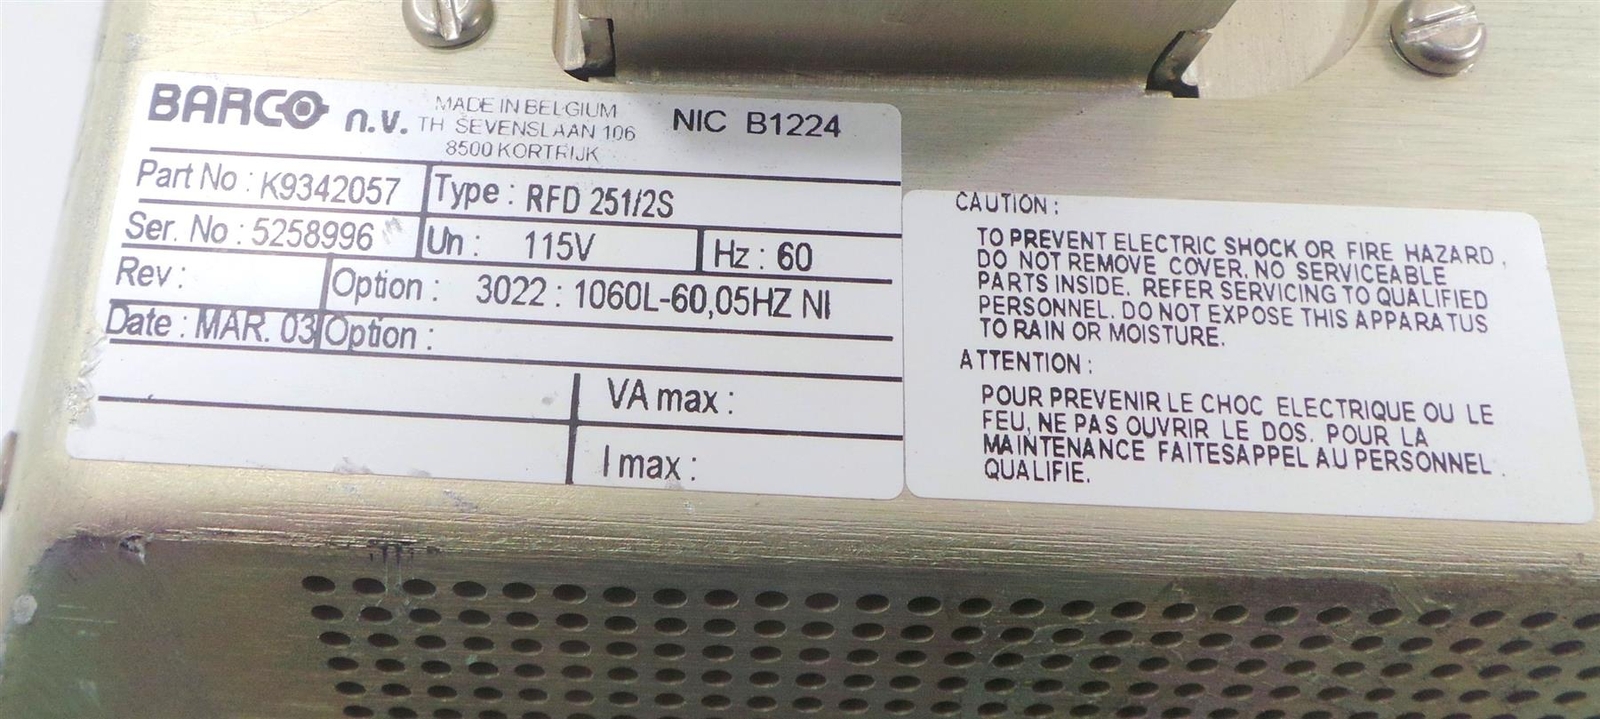 BARCO n.v. MADE IN BELGIUM
TH SEVENSLAAN 106
8500 KORTRIJK
NIC B1224
Part No : K9342057 Type : RFD 251/2S
Ser. No : 5258996 Un : 115V Hz : 60
Rev : Option : 3022 : 1060L-60,05HZ NI
Date : MAR. 03 Option :
VA max :
I max :
CAUTION :
TO PREVENT ELECTRIC SHOCK OR FIRE HAZARD,
DO NOT REMOVE COVER. NO SERVICEABLE
PARTS INSIDE. REFER SERVICING TO QUALIFIED
PERSONNEL. DO NOT EXPOSE THIS APPARATUS
TO RAIN OR MOISTURE.
ATTENTION :
POUR PREVENIR LE CHOC ELECTRIQUE OU LE
FEU, NE PAS OUVRIR LE DOS. POUR LA
MAINTENANCE FAITESAPPEL AU PERSONNEL
QUALIFIE.